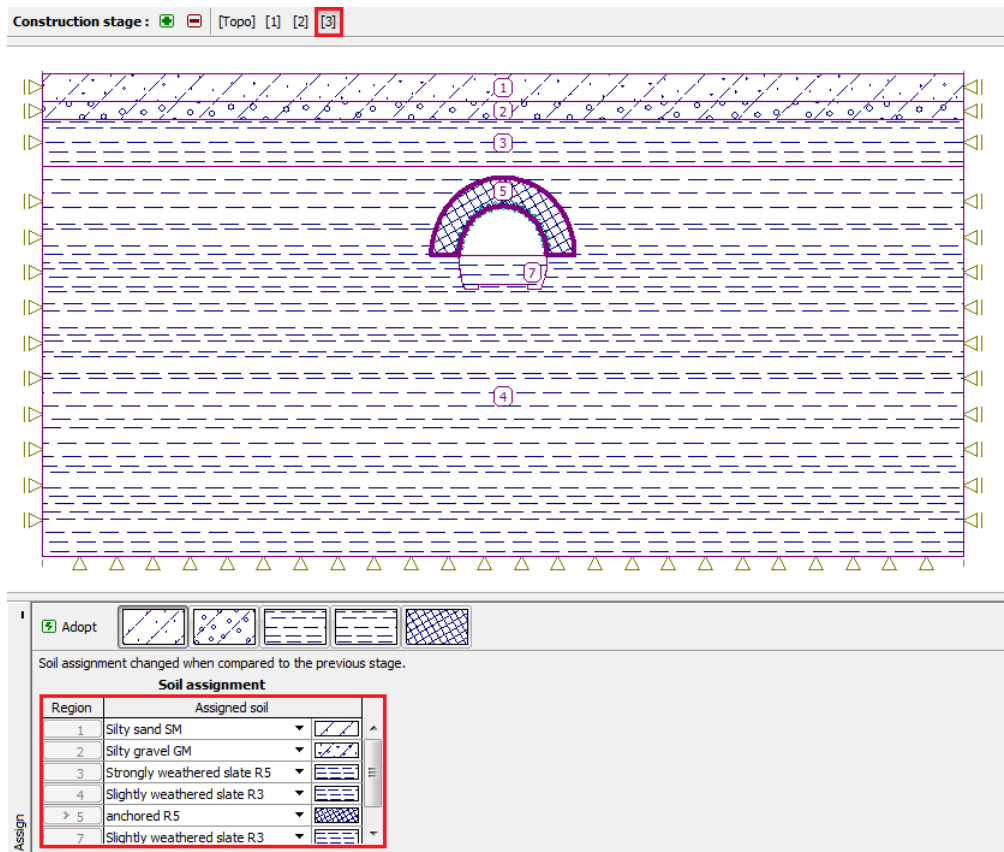 Construction stage : [Topo] [1] [2] [3]
1
2
3
5
7
4
Adopt
Soil assignment changed when compared to the previous stage.
Soil assignment
Region Assigned soil
1 Silty sand SM
2 Silty gravel GM
3 Strongly weathered slate R5
4 Slightly weathered slate R3
> 5 anchored R5
7 Slightly weathered slate R3
Assign